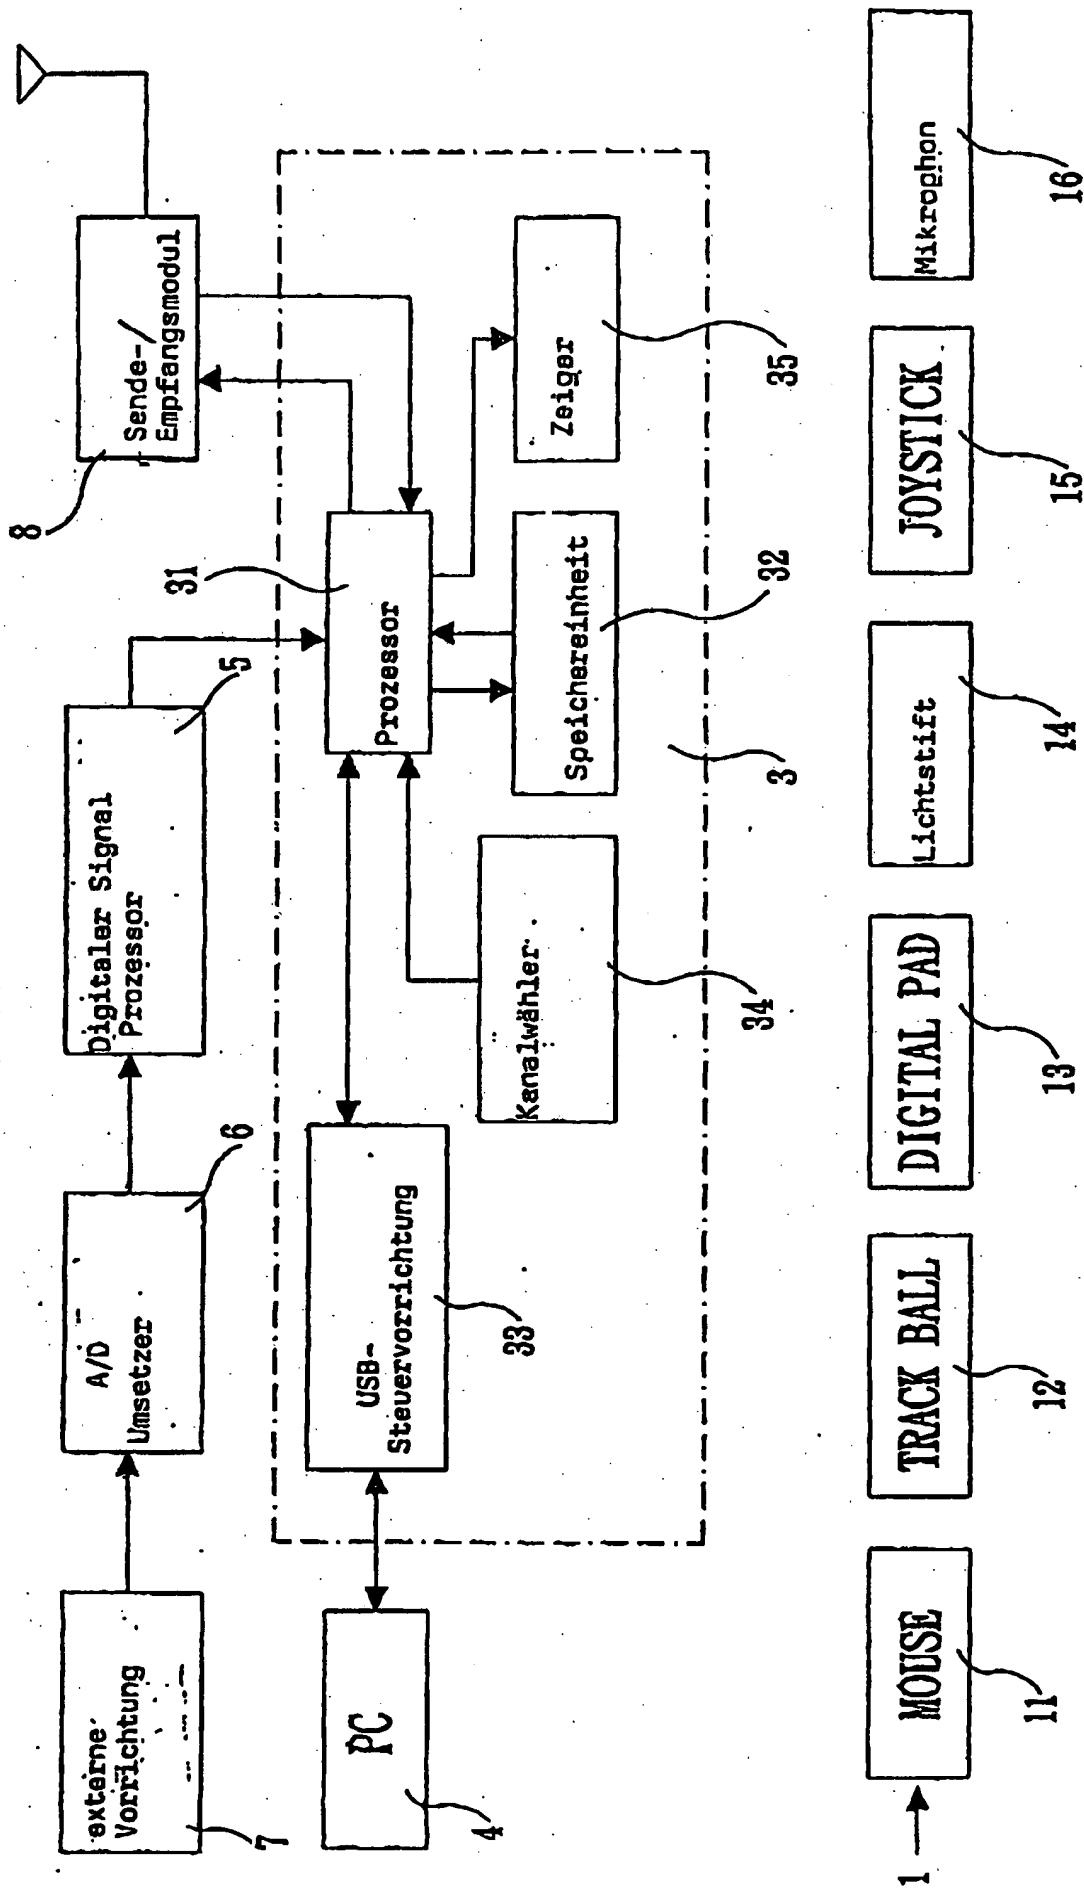 externe
Vorrichtung
7
A/D
Umsetzer
6
Digitaler Signal
Prozessor
5
Sende-/
Empfangsmodul
8
PC
4
USB-
Steuervorrichtung
33
Kanalwähler
34
Prozessor
31
Speichereinheit
32
Zeiger
35
3
1
MOUSE
11
TRACK BALL
12
DIGITAL PAD
13
Lichtstift
14
JOYSTICK
15
Mikrophon
16